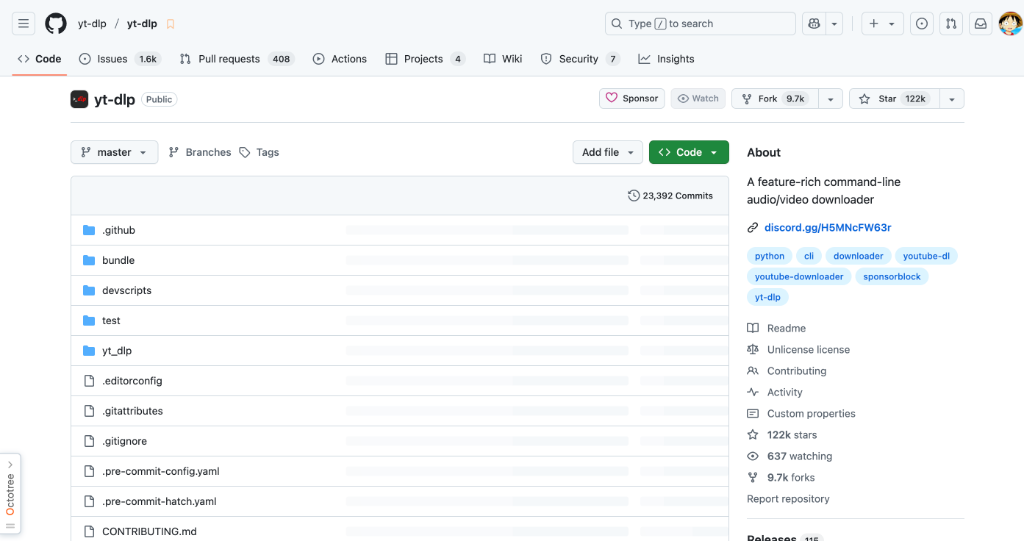 yt-dlp / yt-dlp Type / to search
Code Issues 1.6k Pull requests 408 Actions Projects 4 Wiki Security 7 Insights
yt-dlp Public Sponsor Watch Fork 9.7k Star 122k
master Branches Tags Add file Code
23,392 Commits
.github
bundle
devscripts
test
yt_dlp
.editorconfig
.gitattributes
.gitignore
.pre-commit-config.yaml
.pre-commit-hatch.yaml
CONTRIBUTING.md
About
A feature-rich command-line
audio/video downloader
discord.gg/H5MNcFW63r
python cli downloader youtube-dl
youtube-downloader sponsorblock
yt-dlp
Readme
Unlicense license
Contributing
Activity
Custom properties
122k stars
637 watching
9.7k forks
Report repository
Releases 115
Octotree